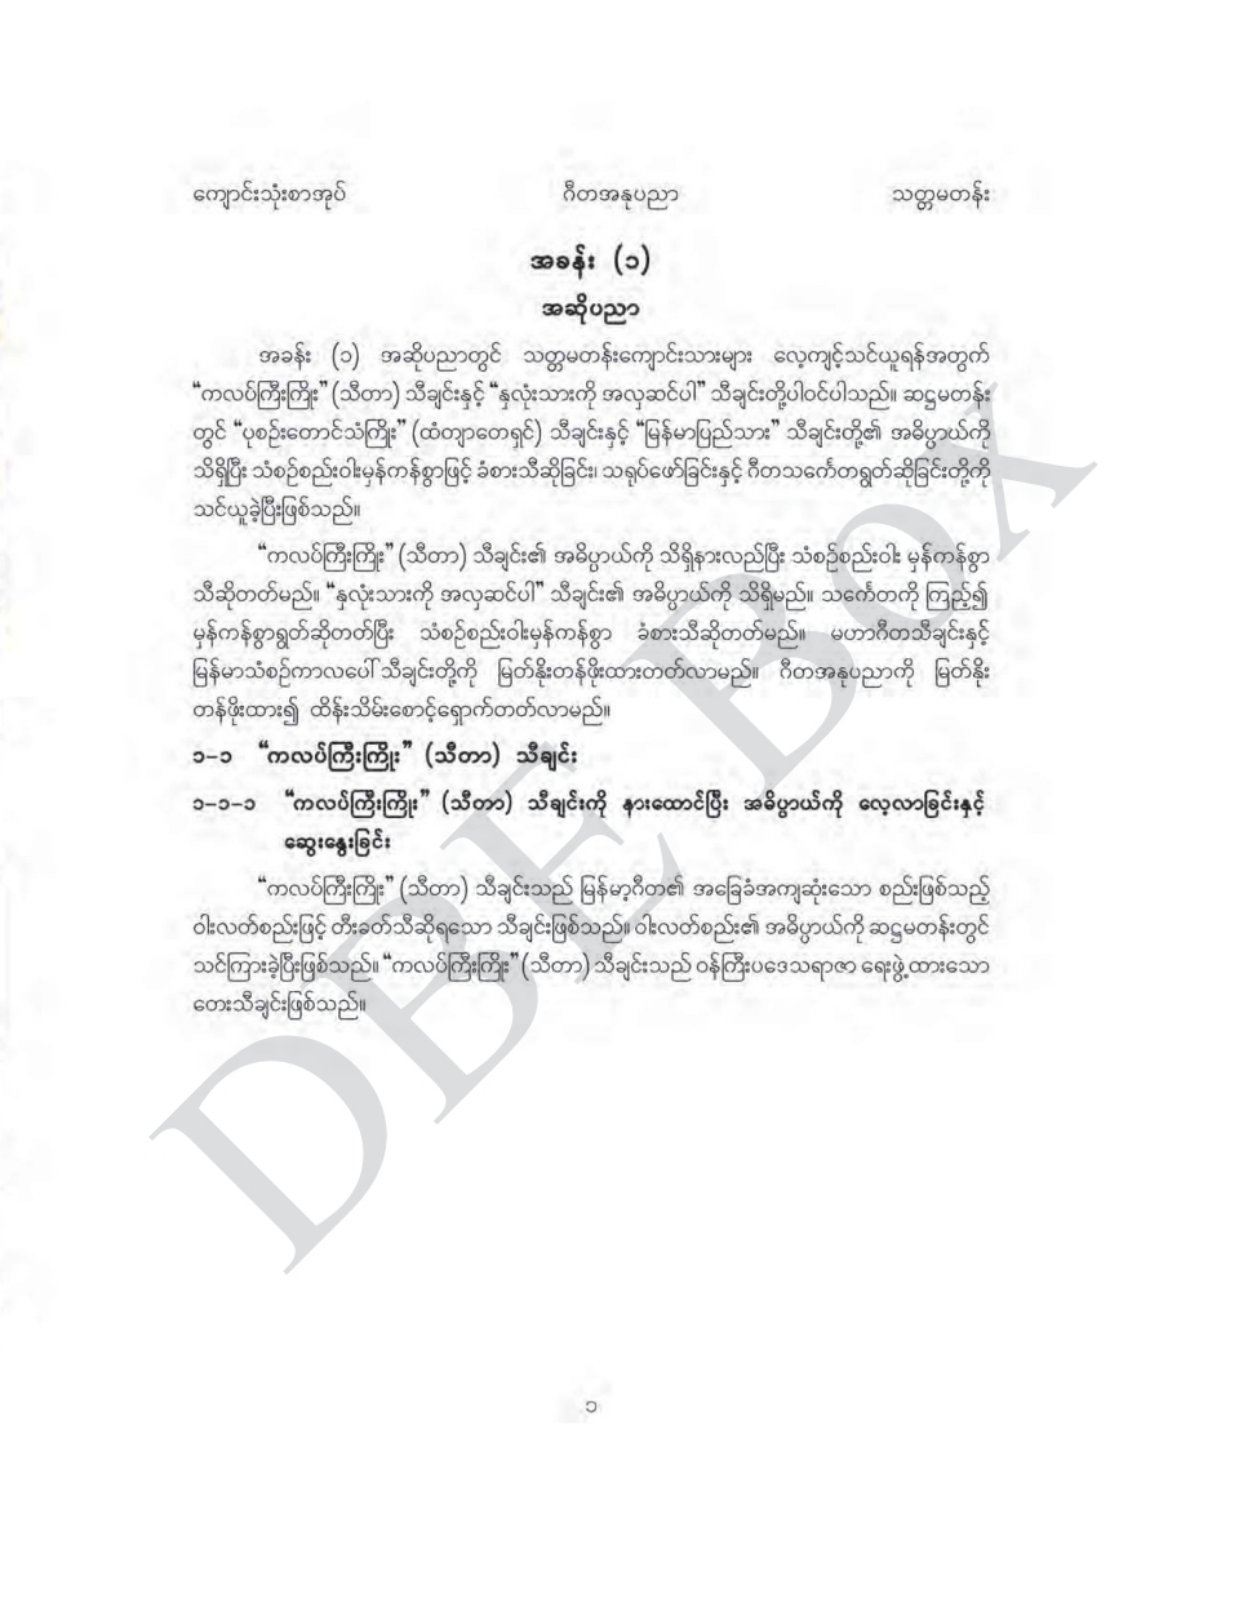 ကျောင်းသုံးစာအုပ် ဂီတအနုပညာ သတ္တမတန်း
အခန်း (၁)
အဆိုပညာ
အခန်း (၁) အဆိုပညာတွင် သတ္တမတန်းကျောင်းသားများ လေ့ကျင့်သင်ယူရန်အတွက်
“ကလပ်ကြီးကြိုး” (သီတာ) သီချင်းနှင့် “နှလုံးသားကို အလှဆင်ပါ” သီချင်းတို့ပါဝင်ပါသည်။ ဆဋ္ဌမတန်း
တွင် “ပုစဉ်းတောင်သံကြိုး” (ထံတျာတေရှင်) သီချင်းနှင့် “မြန်မာပြည်သား” သီချင်းတို့၏ အဓိပ္ပာယ်ကို
သိရှိပြီး သံစဉ်စည်းဝါးမှန်ကန်စွာဖြင့် ခံစားသီဆိုခြင်း၊ သရုပ်ဖော်ခြင်းနှင့် ဂီတသင်္ကေတရွတ်ဆိုခြင်းတို့ကို
သင်ယူခဲ့ပြီးဖြစ်သည်။
“ကလပ်ကြီးကြိုး” (သီတာ) သီချင်း၏ အဓိပ္ပာယ်ကို သိရှိနားလည်ပြီး သံစဉ်စည်းဝါး မှန်ကန်စွာ
သီဆိုတတ်မည်။ “နှလုံးသားကို အလှဆင်ပါ” သီချင်း၏ အဓိပ္ပာယ်ကို သိရှိမည်။ သင်္ကေတကို ကြည့်၍
မှန်ကန်စွာရွတ်ဆိုတတ်ပြီး သံစဉ်စည်းဝါးမှန်ကန်စွာ ခံစားသီဆိုတတ်မည်။ မဟာဂီတသီချင်းနှင့်
မြန်မာသံစဉ်ကာလပေါ် သီချင်းတို့ကို မြတ်နိုးတန်ဖိုးထားတတ်လာမည်။ ဂီတအနုပညာကို မြတ်နိုး
တန်ဖိုးထား၍ ထိန်းသိမ်းစောင့်ရှောက်တတ်လာမည်။
၁–၁ “ကလပ်ကြီးကြိုး” (သီတာ) သီချင်း
၁–၁–၁ “ကလပ်ကြီးကြိုး” (သီတာ) သီချင်းကို နားထောင်ပြီး အဓိပ္ပာယ်ကို လေ့လာခြင်းနှင့်
ဆွေးနွေးခြင်း
“ကလပ်ကြီးကြိုး” (သီတာ) သီချင်းသည် မြန်မာ့ဂီတ၏ အခြေခံအကျဆုံးသော စည်းဖြစ်သည့်
ဝါးလတ်စည်းဖြင့် တီးခတ်သီဆိုရသော သီချင်းဖြစ်သည်။ ဝါးလတ်စည်း၏ အဓိပ္ပာယ်ကို ဆဋ္ဌမတန်းတွင်
သင်ကြားခဲ့ပြီးဖြစ်သည်။ “ကလပ်ကြီးကြိုး” (သီတာ) သီချင်းသည် ဝန်ကြီးပဒေသရာဇာ ရေးဖွဲ့ထားသော
တေးသီချင်းဖြစ်သည်။
DBE BOX
၁